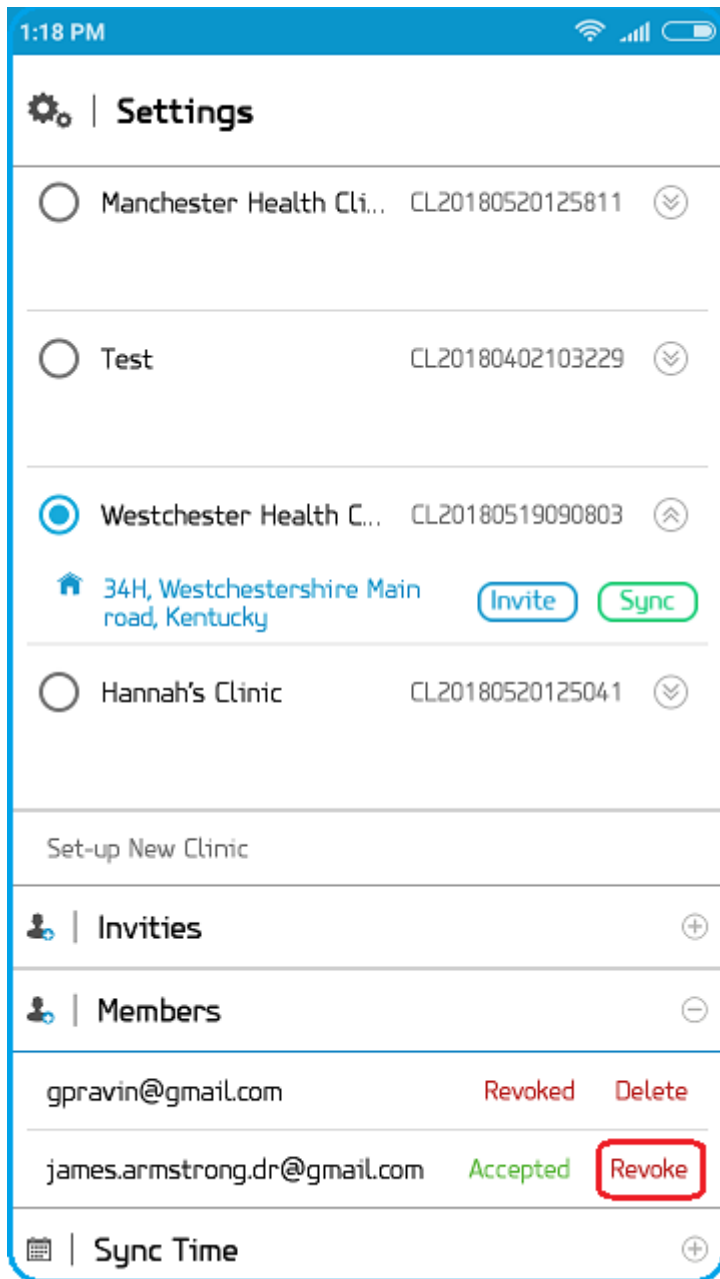 1:18 PM
Settings
Manchester Health Cli... CL20180520125811
Test CL20180402103229
Westchester Health C... CL20180519090803
34H, Westchestershire Main
road, Kentucky
Invite Sync
Hannah's Clinic CL20180520125041
Set-up New Clinic
Invities
Members
gpravin@gmail.com Revoked Delete
james.armstrong.dr@gmail.com Accepted Revoke
Sync Time